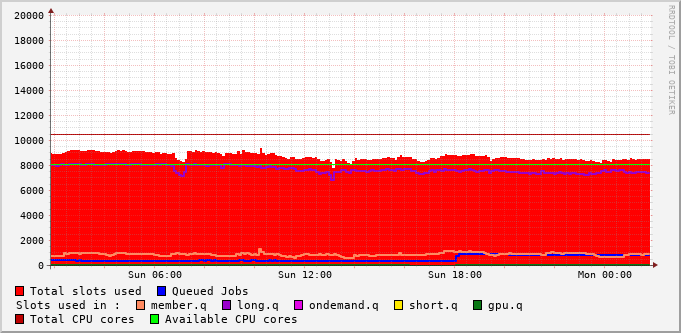 20000
18000
16000
14000
12000
10000
8000
6000
4000
2000
0
Sun 06:00 Sun 12:00 Sun 18:00 Mon 00:00
RRDTOOL / TOBI OETIKER
Total slots used Queued Jobs
Slots used in : member.q long.q ondemand.q short.q gpu.q
Total CPU cores Available CPU cores